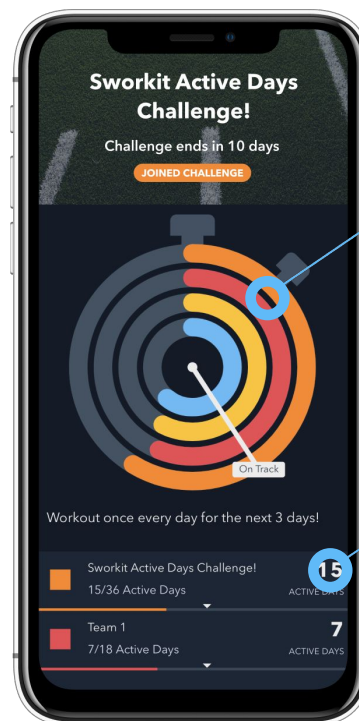 Sworkit Active Days
Challenge!
Challenge ends in 10 days
JOINED CHALLENGE
On Track
Workout once every day for the next 3 days!
Sworkit Active Days Challenge!
15
15/36 Active Days
ACTIVE DAYS
Team 1
7
7/18 Active Days
ACTIVE DAYS